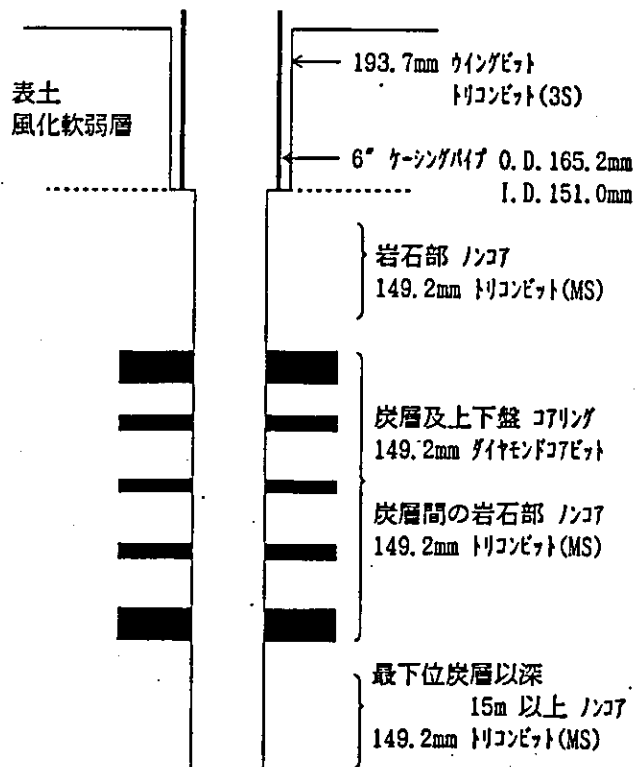 193.7mm ウイングビット
トリコンビット(3S)
表土
風化軟弱層
6" ケーシングパイプ O.D.165.2mm
I.D.151.0mm
岩石部 ノンコア
149.2mm トリコンビット(MS)
炭層及上下盤 コアリング
149.2mm ダイヤモンドコアビット
炭層間の岩石部 ノンコア
149.2mm トリコンビット(MS)
最下位炭層以深
15m 以上 ノンコア
149.2mm トリコンビット(MS)